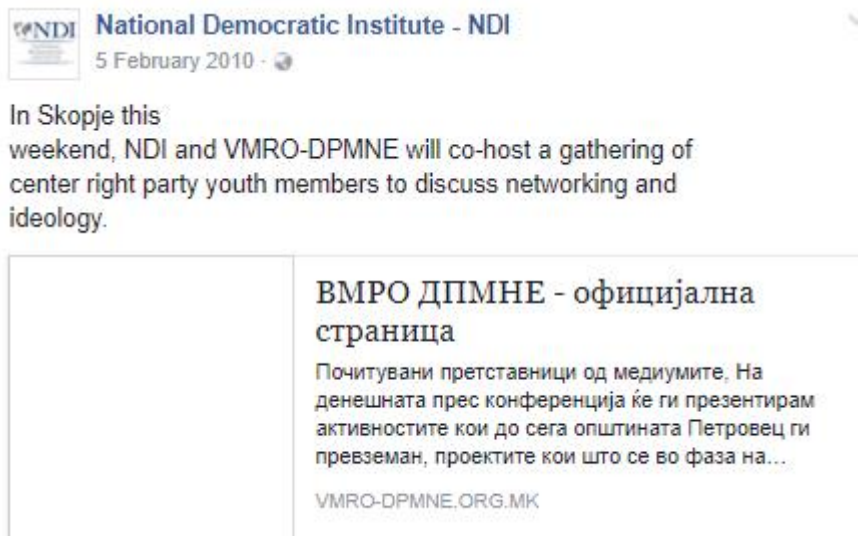 NDI
National Democratic Institute - NDI
5 February 2010 ·
In Skopje this
weekend, NDI and VMRO-DPMNE will co-host a gathering of
center right party youth members to discuss networking and
ideology.
ВМРО ДПМНЕ - официјална
страница
Почитувани претставници од медиумите, На
денешната прес конференција ќе ги презентирам
активностите кои до сега општината Петровец ги
превземан, проектите кои што се во фаза на...
VMRO-DPMNE.ORG.MK